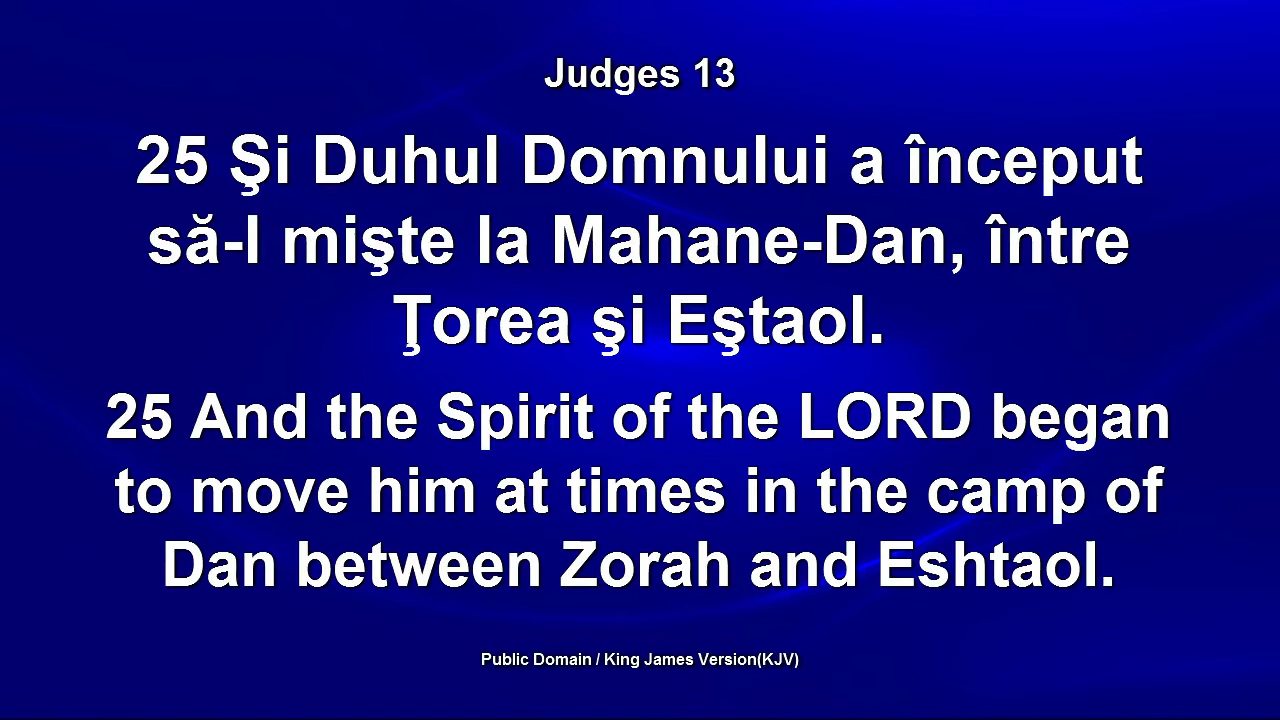 Judges 13
25 Şi Duhul Domnului a început
să-l mişte la Mahane-Dan, între
Ţorea şi Eştaol.
25 And the Spirit of the LORD began
to move him at times in the camp of
Dan between Zorah and Eshtaol.
Public Domain / King James Version(KJV)